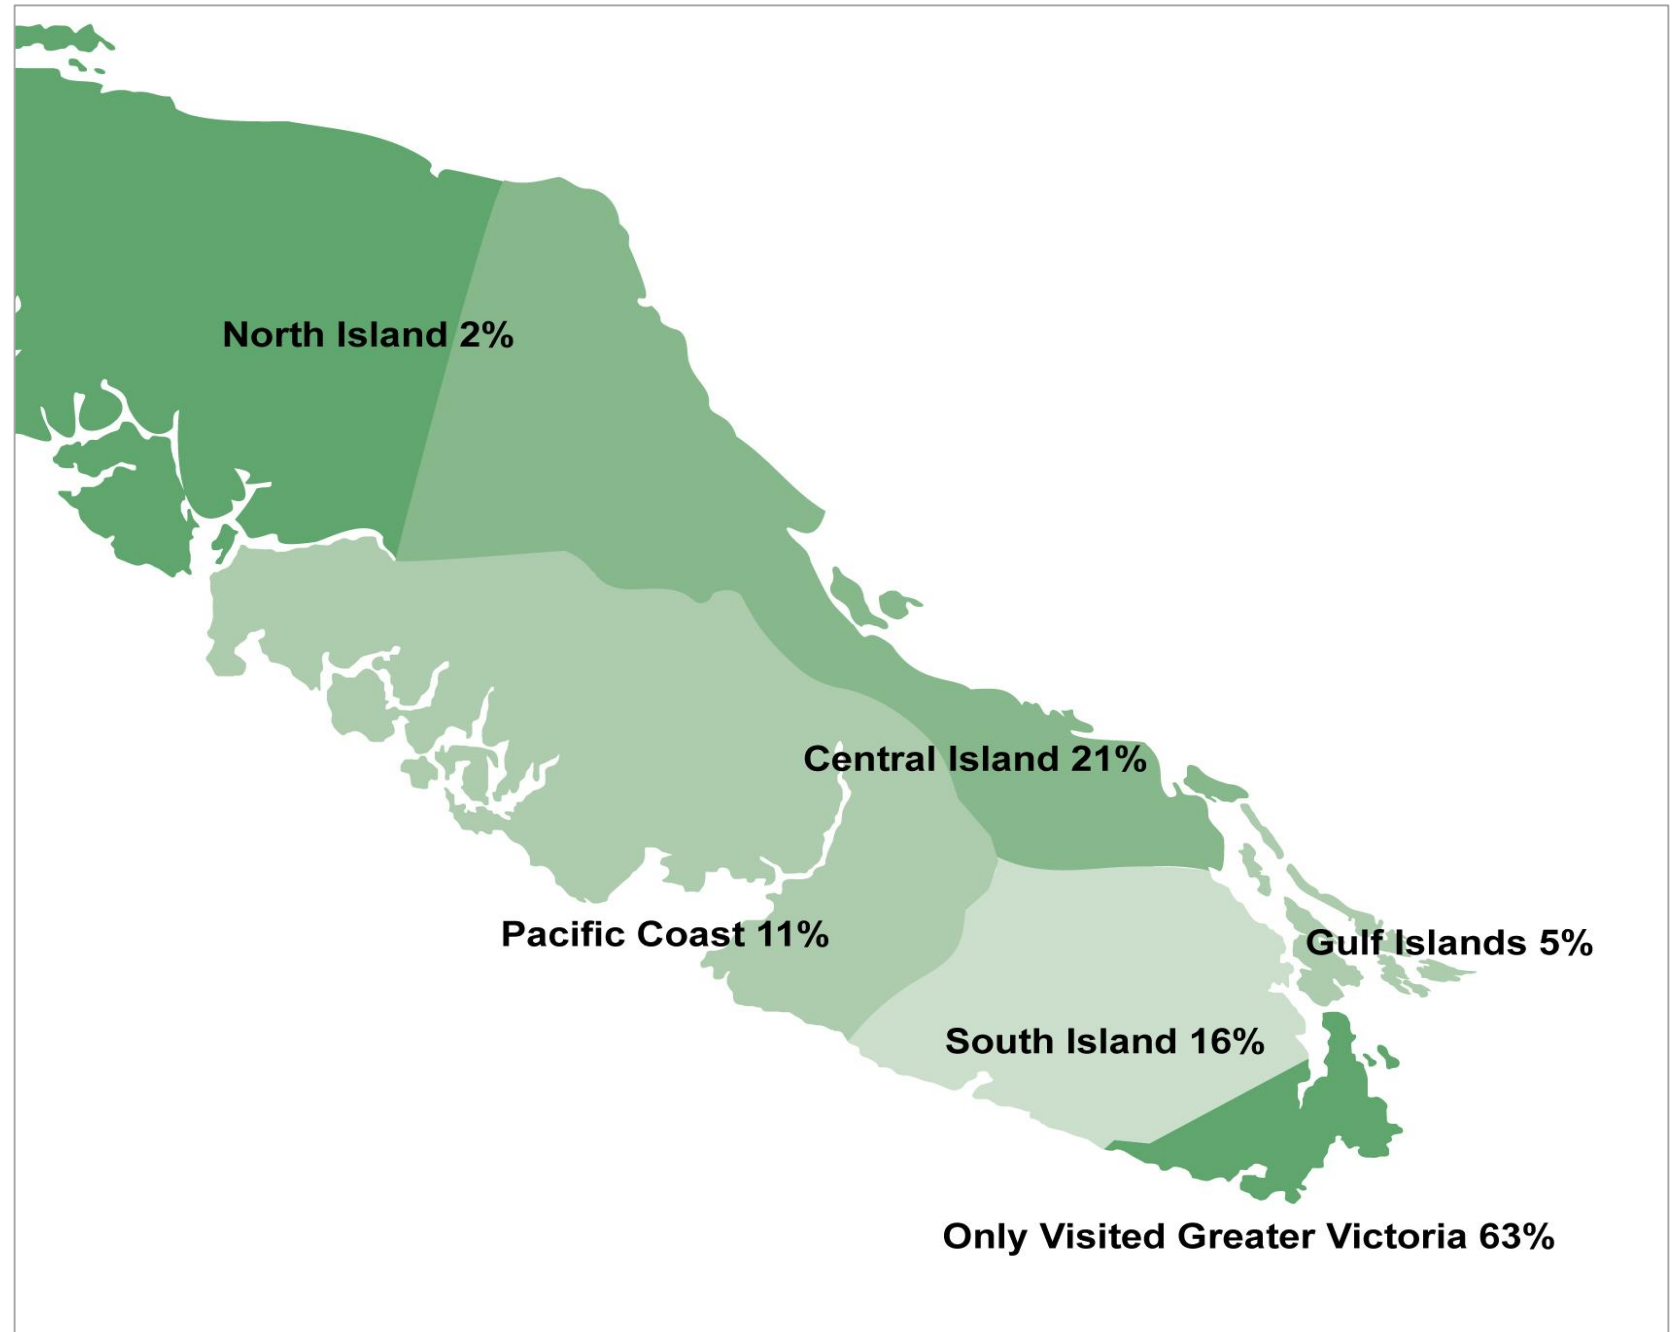 North Island 2%
Central Island 21%
Pacific Coast 11%
Gulf Islands 5%
South Island 16%
Only Visited Greater Victoria 63%